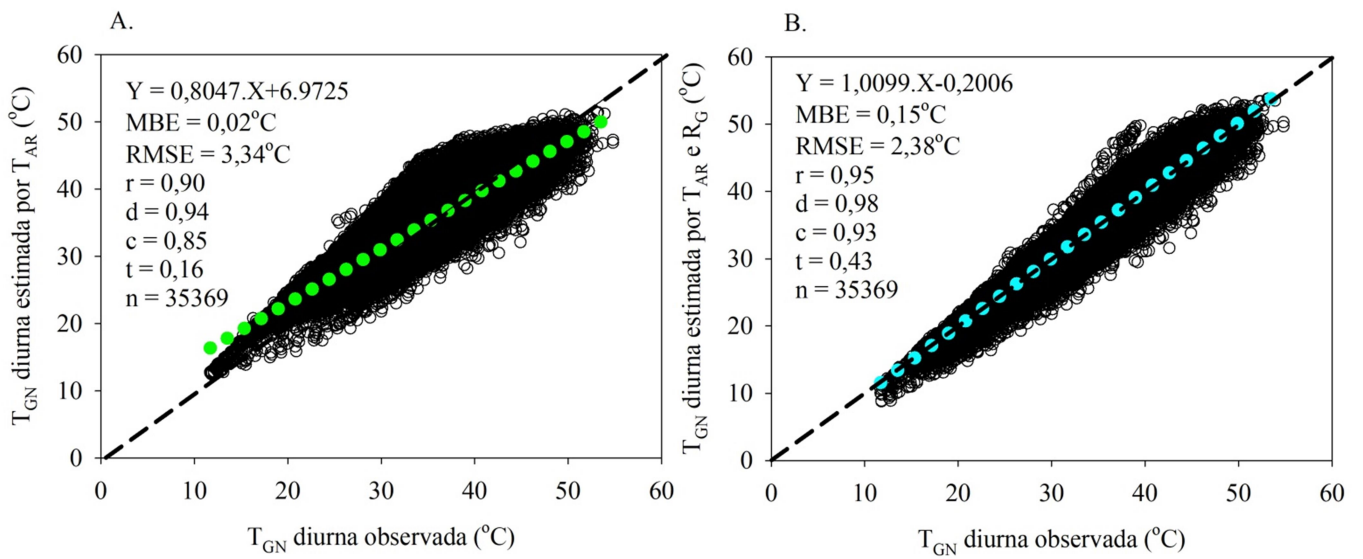 A.
T_GN diurna estimada por T_AR (°C)
60
50
40
30
20
10
0
Y = 0,8047.X+6.9725
MBE = 0,02°C
RMSE = 3,34°C
r = 0,90
d = 0,94
c = 0,85
t = 0,16
n = 35369
0 10 20 30 40 50 60
T_GN diurna observada (°C)
B.
T_GN diurna estimada por T_AR e R_G (°C)
60
50
40
30
20
10
0
Y = 1,0099.X-0,2006
MBE = 0,15°C
RMSE = 2,38°C
r = 0,95
d = 0,98
c = 0,93
t = 0,43
n = 35369
0 10 20 30 40 50 60
T_GN diurna observada (°C)